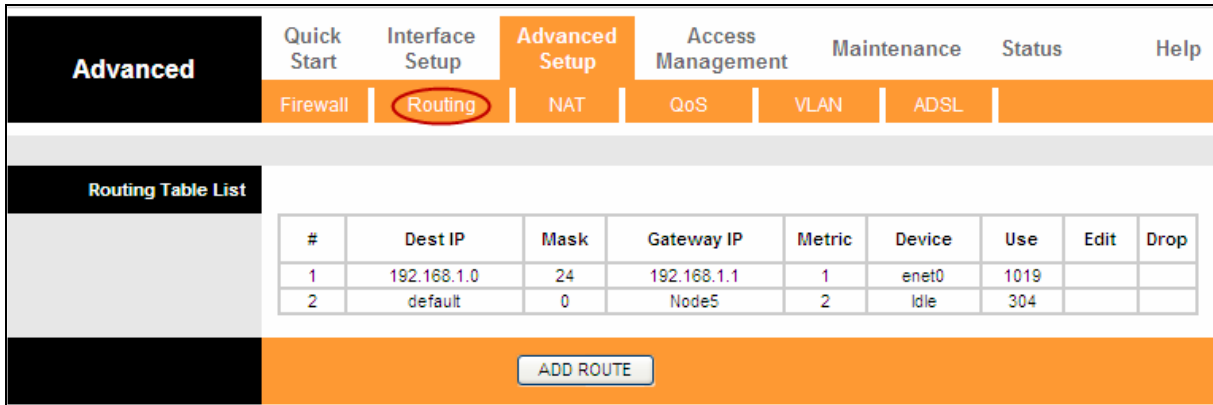 Advanced
Quick Start
Interface Setup
Advanced Setup
Access Management
Maintenance
Status
Help
Firewall
Routing
NAT
QoS
VLAN
ADSL
Routing Table List
# Dest IP Mask Gateway IP Metric Device Use Edit Drop
1 192.168.1.0 24 192.168.1.1 1 enet0 1019
2 default 0 Node5 2 Idle 304
ADD ROUTE